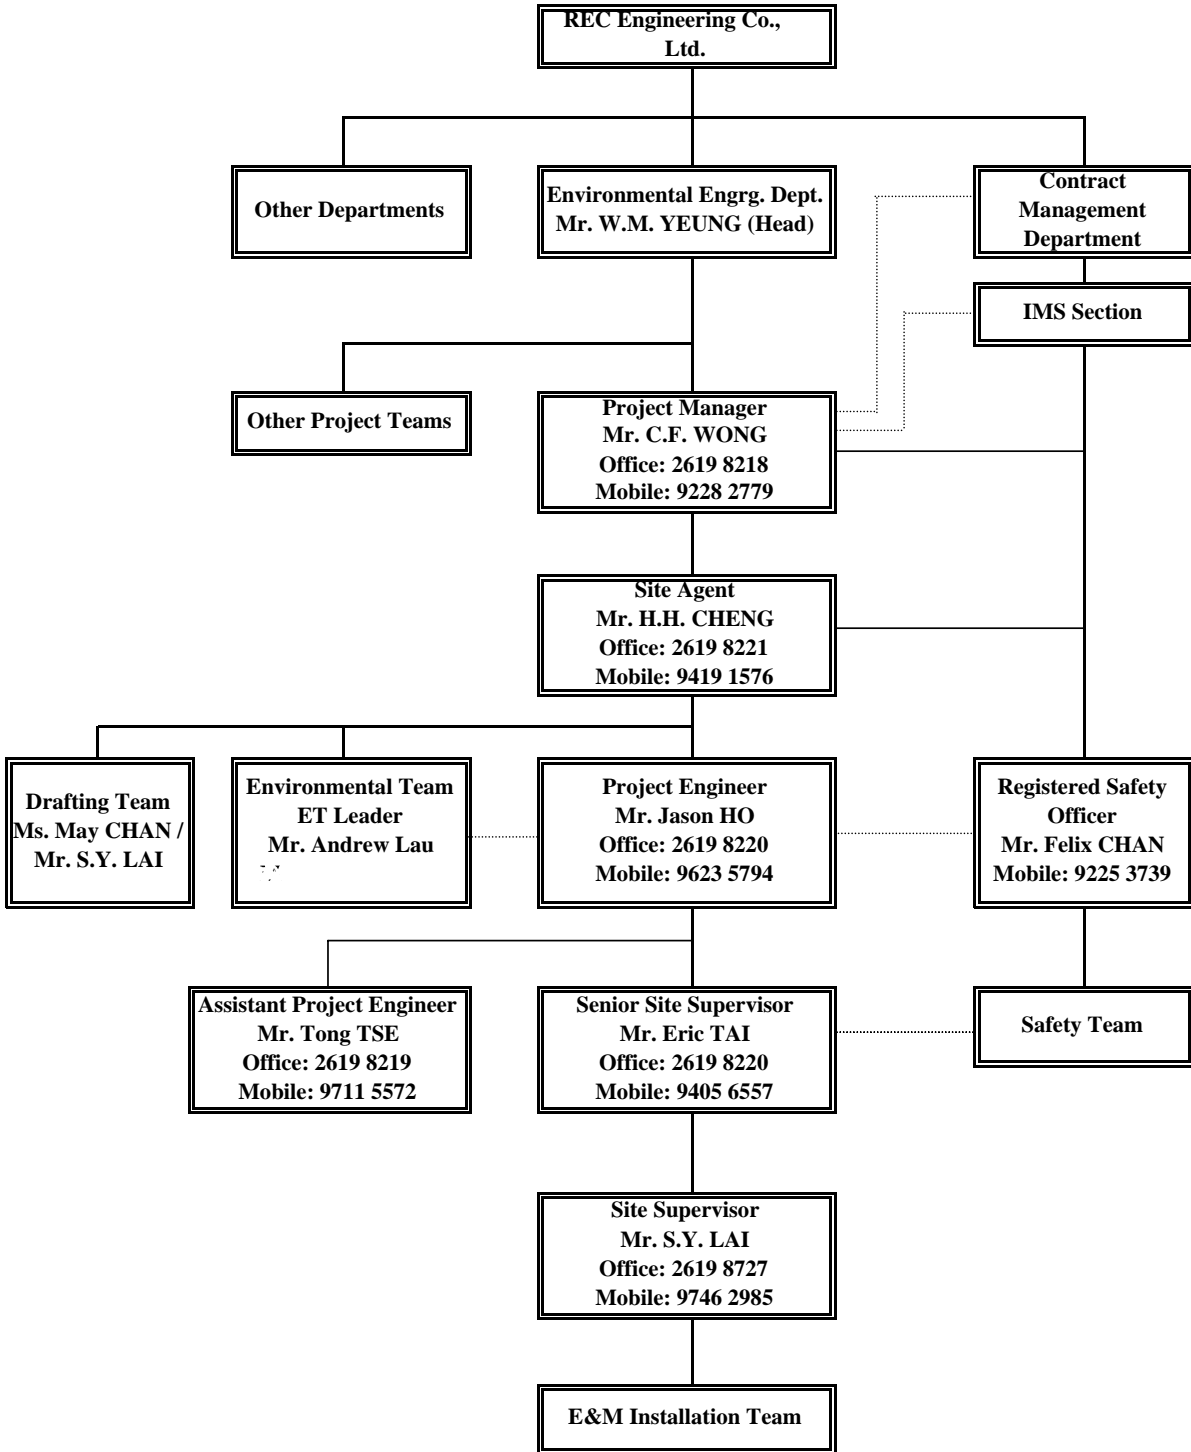 REC Engineering Co.,
Ltd.
Other Departments
Environmental Engrg. Dept.
Mr. W.M. YEUNG (Head)
Contract
Management
Department
IMS Section
Other Project Teams
Project Manager
Mr. C.F. WONG
Office: 2619 8218
Mobile: 9228 2779
Site Agent
Mr. H.H. CHENG
Office: 2619 8221
Mobile: 9419 1576
Drafting Team
Ms. May CHAN /
Mr. S.Y. LAI
Environmental Team
ET Leader
Mr. Andrew Lau
Project Engineer
Mr. Jason HO
Office: 2619 8220
Mobile: 9623 5794
Registered Safety
Officer
Mr. Felix CHAN
Mobile: 9225 3739
Assistant Project Engineer
Mr. Tong TSE
Office: 2619 8219
Mobile: 9711 5572
Senior Site Supervisor
Mr. Eric TAI
Office: 2619 8220
Mobile: 9405 6557
Safety Team
Site Supervisor
Mr. S.Y. LAI
Office: 2619 8727
Mobile: 9746 2985
E&M Installation Team